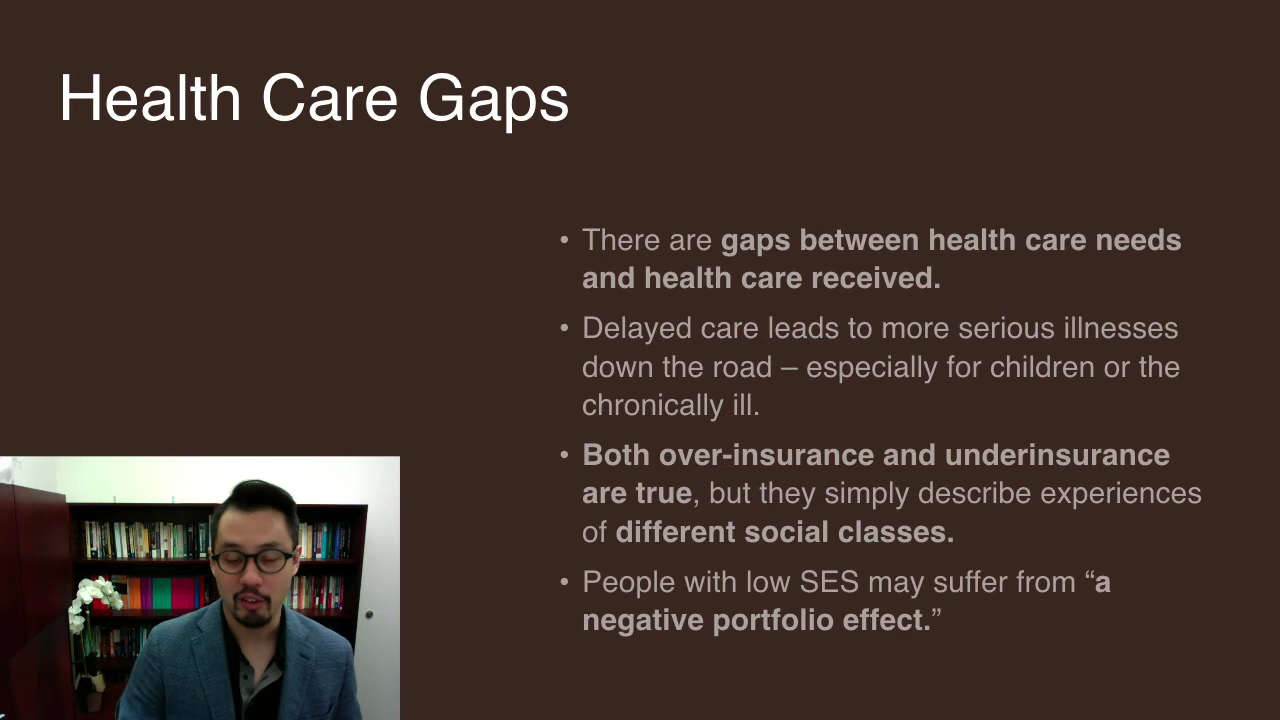 Health Care Gaps
• There are gaps between health care needs
and health care received.
• Delayed care leads to more serious illnesses
down the road – especially for children or the
chronically ill.
• Both over-insurance and underinsurance
are true, but they simply describe experiences
of different social classes.
• People with low SES may suffer from “a
negative portfolio effect.”